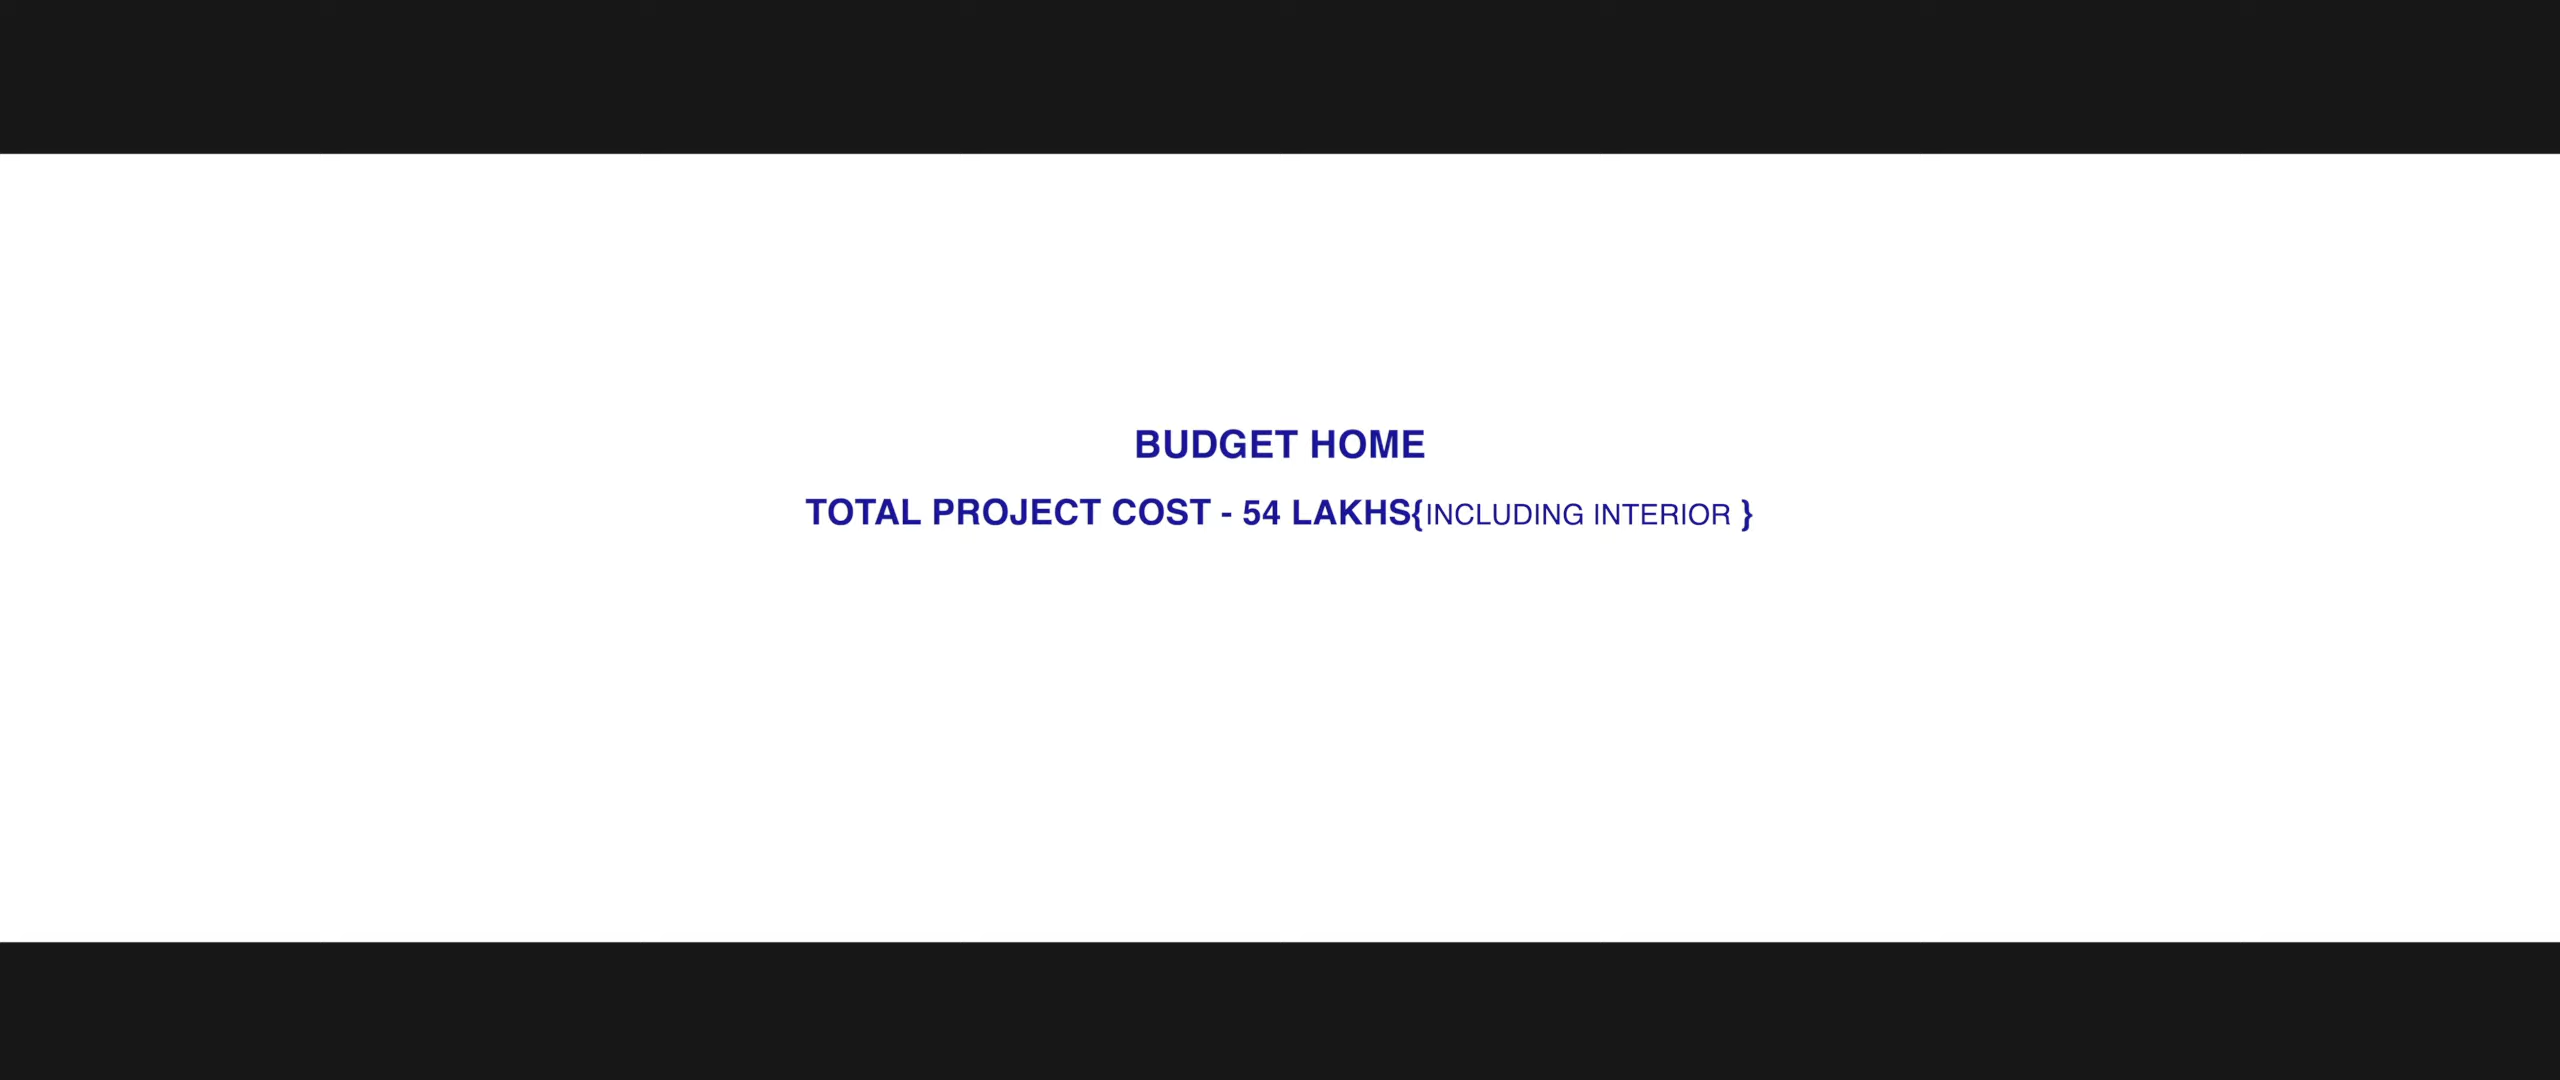 BUDGET HOME
TOTAL PROJECT COST - 54 LAKHS{INCLUDING INTERIOR }